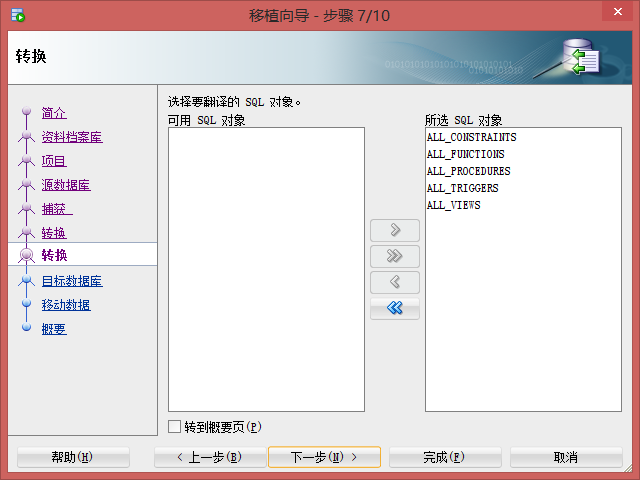 移植向导 - 步骤 7/10
转换
01010101010101010101010101
0101010101
简介
资料档案库
项目
源数据库
捕获
转换
转换
目标数据库
移动数据
概要
选择要翻译的 SQL 对象。
可用 SQL 对象
所选 SQL 对象
ALL_CONSTRAINTS
ALL_FUNCTIONS
ALL_PROCEDURES
ALL_TRIGGERS
ALL_VIEWS
转到概要页(P)
帮助(H)
< 上一步(B)
下一步(N) >
完成(F)
取消